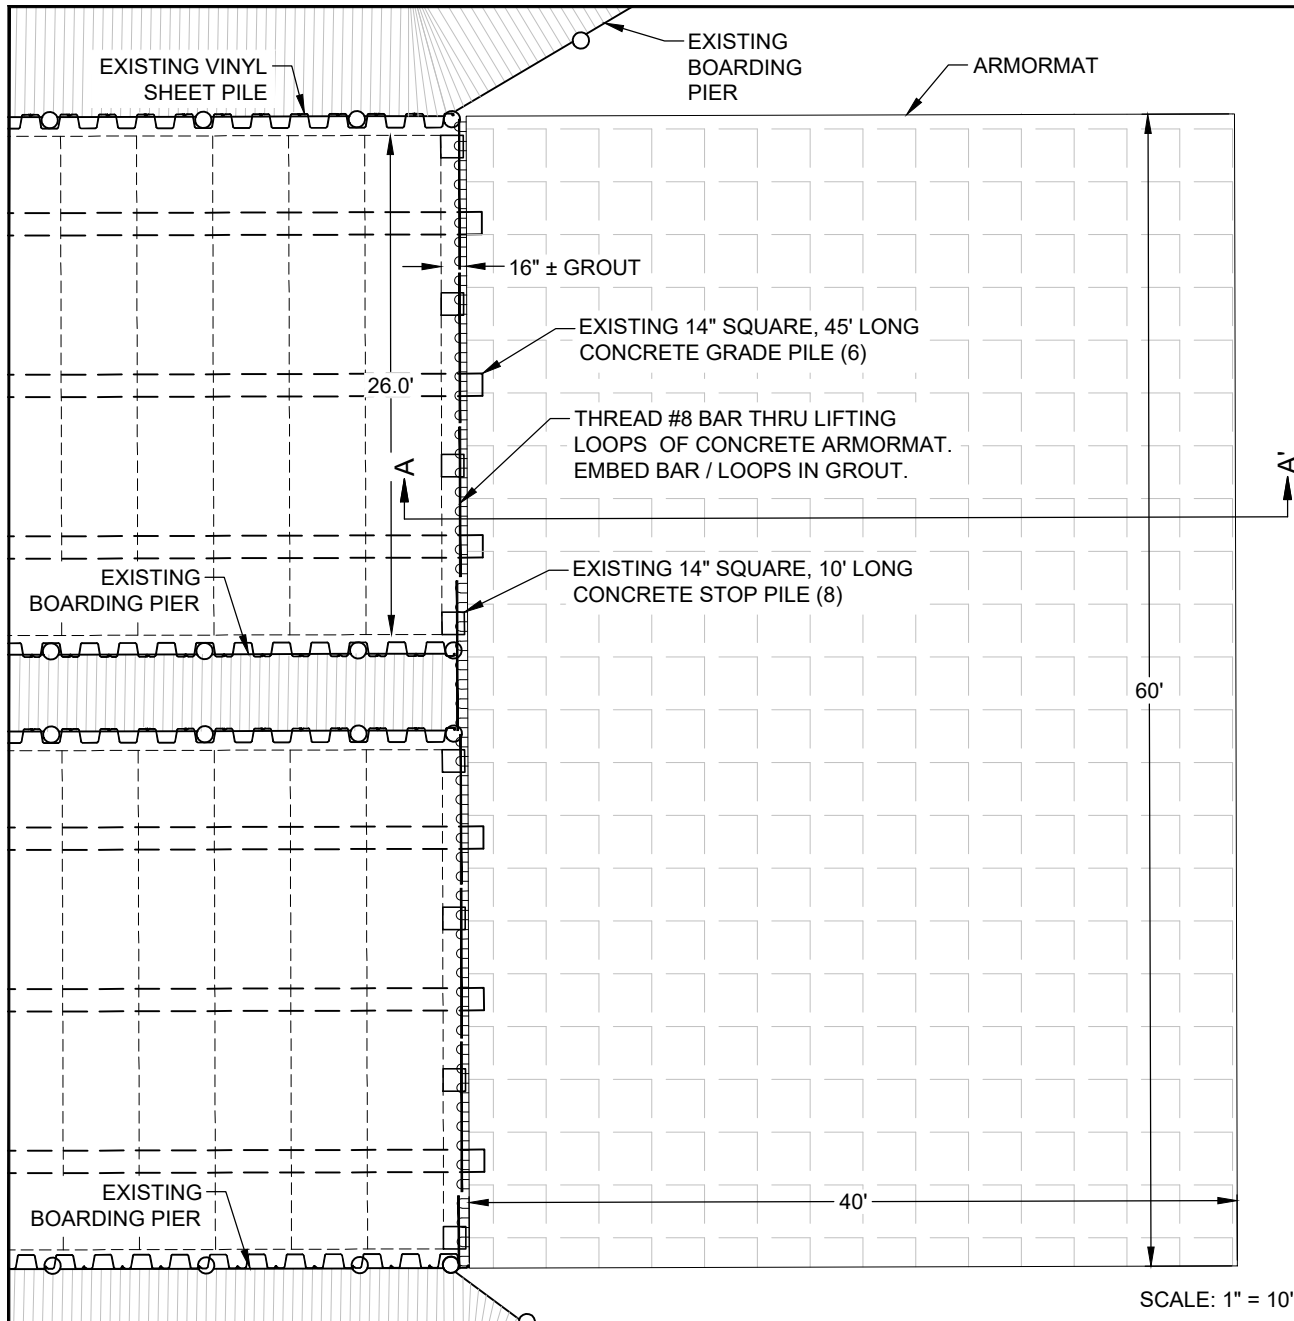 EXISTING
BOARDING
PIER
EXISTING VINYL
SHEET PILE
ARMORMAT
16" ± GROUT
EXISTING 14" SQUARE, 45' LONG
CONCRETE GRADE PILE (6)
26.0'
THREAD #8 BAR THRU LIFTING
LOOPS OF CONCRETE ARMORMAT.
EMBED BAR / LOOPS IN GROUT.
A
A'
EXISTING 14" SQUARE, 10' LONG
CONCRETE STOP PILE (8)
EXISTING
BOARDING PIER
60'
EXISTING
BOARDING PIER
40'
SCALE: 1" = 10'